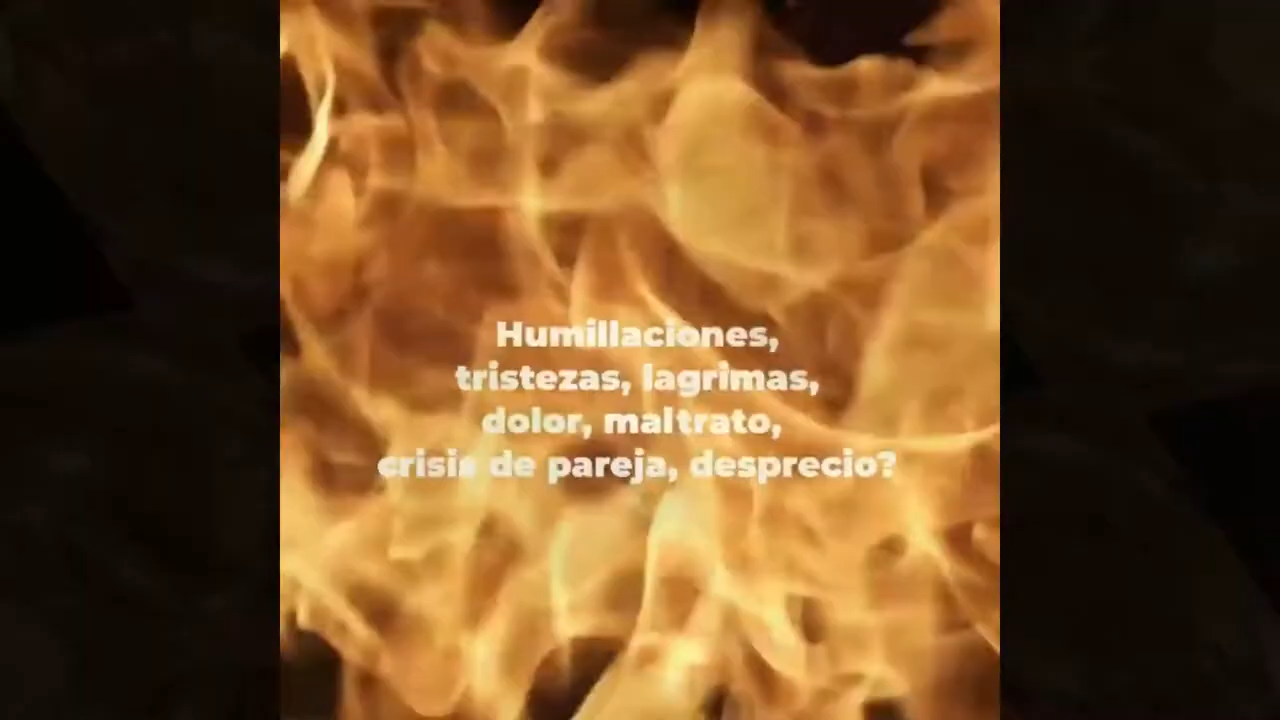 Humillaciones,
tristezas, lagrimas,
dolor, maltrato,
crisis de pareja, desprecio?